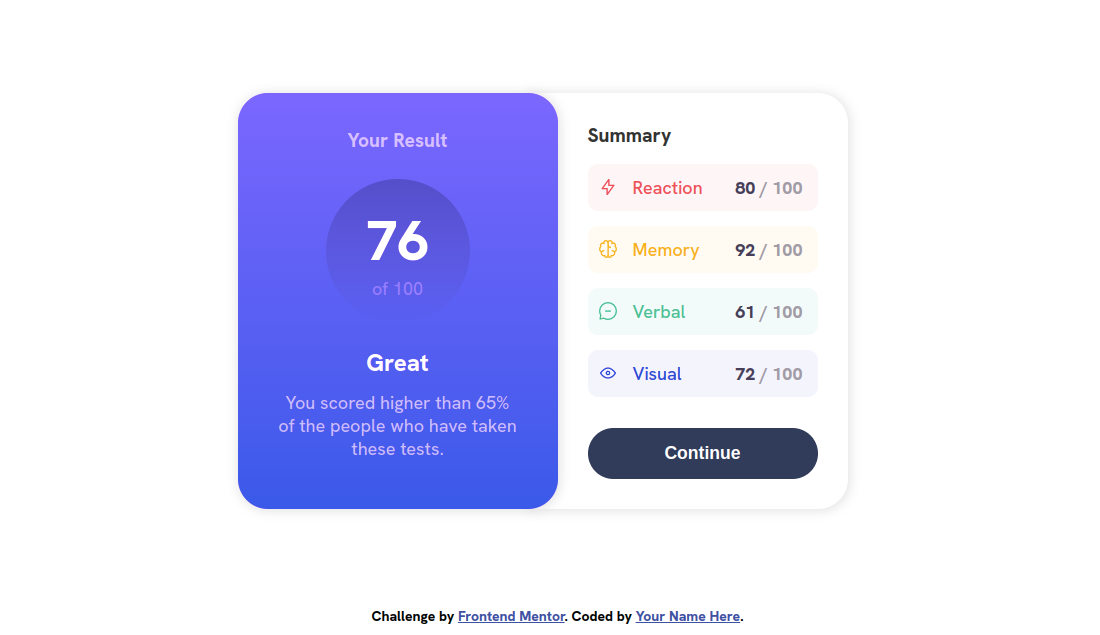 Your Result
76
of 100
Great
You scored higher than 65%
of the people who have taken
these tests.
Summary
Reaction 80 / 100
Memory 92 / 100
Verbal 61 / 100
Visual 72 / 100
Continue
Challenge by Frontend Mentor. Coded by Your Name Here.